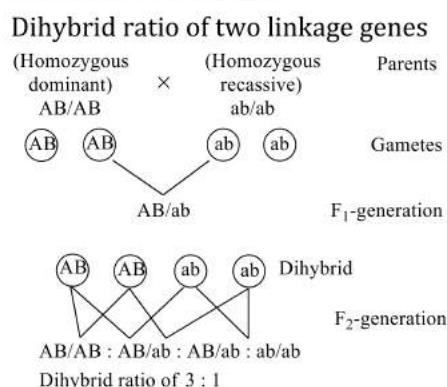 Dihybrid ratio of two linkage genes
(Homozygous (Homozygous Parents
dominant) × recassive)
AB/AB ab/ab
AB AB ab ab Gametes
AB/ab F₁-generation
AB AB ab ab Dihybrid
F₂-generation
AB/AB : AB/ab : AB/ab : ab/ab
Dihybrid ratio of 3 : 1